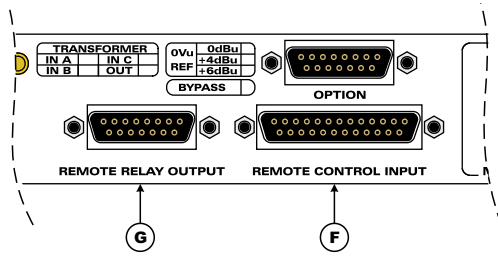 TRANSFORMER
IN A IN C
IN B OUT
0Vu REF
0dBu
+4dBu
+6dBu
BYPASS
OPTION
REMOTE RELAY OUTPUT
REMOTE CONTROL INPUT
G
F